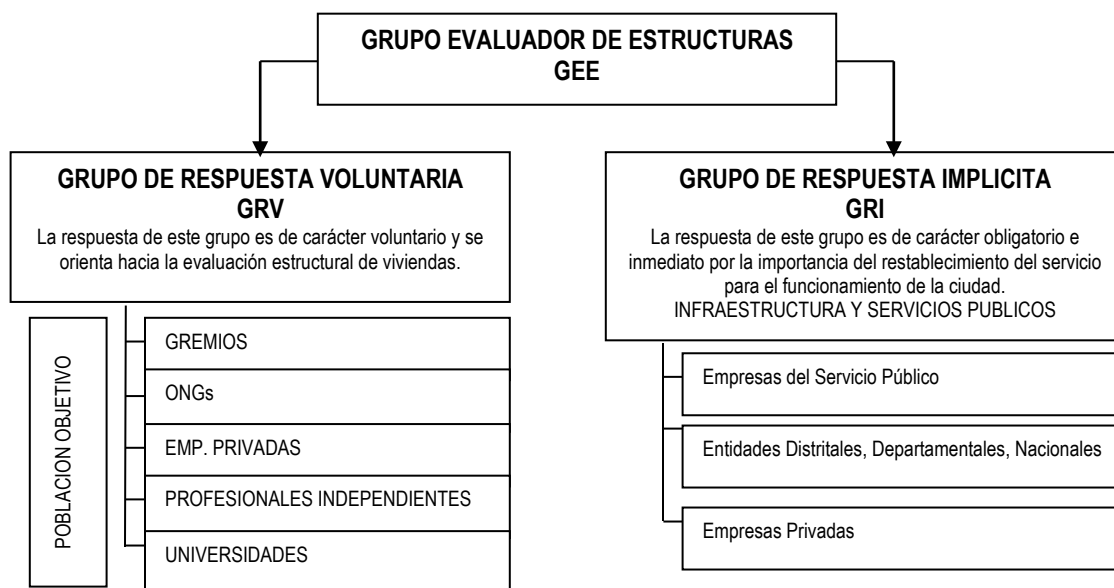 GRUPO EVALUADOR DE ESTRUCTURAS
GEE
GRUPO DE RESPUESTA VOLUNTARIA
GRV
La respuesta de este grupo es de carácter voluntario y se
orienta hacia la evaluación estructural de viviendas.
POBLACION OBJETIVO
GREMIOS
ONGs
EMP. PRIVADAS
PROFESIONALES INDEPENDIENTES
UNIVERSIDADES
GRUPO DE RESPUESTA IMPLICITA
GRI
La respuesta de este grupo es de carácter obligatorio e
inmediato por la importancia del restablecimiento del servicio
para el funcionamiento de la ciudad.
INFRAESTRUCTURA Y SERVICIOS PUBLICOS
Empresas del Servicio Público
Entidades Distritales, Departamentales, Nacionales
Empresas Privadas